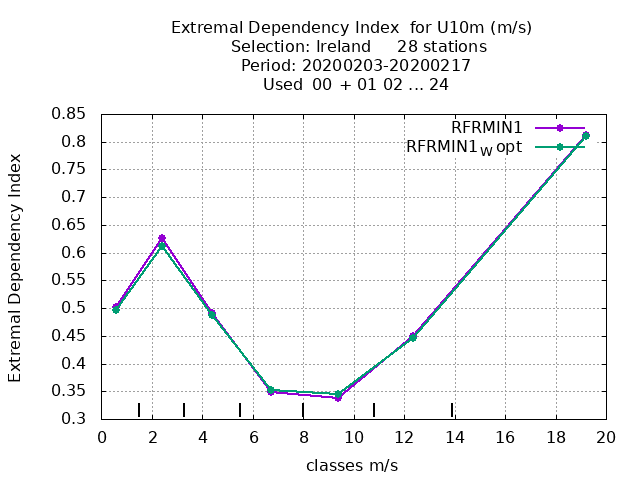 Extremal Dependency Index for U10m (m/s)
Selection: Ireland 28 stations
Period: 20200203-20200217
Used 00 + 01 02 ... 24
RFRMIN1
RFRMIN1W opt
0.85
0.8
0.75
0.7
0.65
0.6
0.55
0.5
0.45
0.4
0.35
0.3
Extremal Dependency Index
0 2 4 6 8 10 12 14 16 18 20
classes m/s